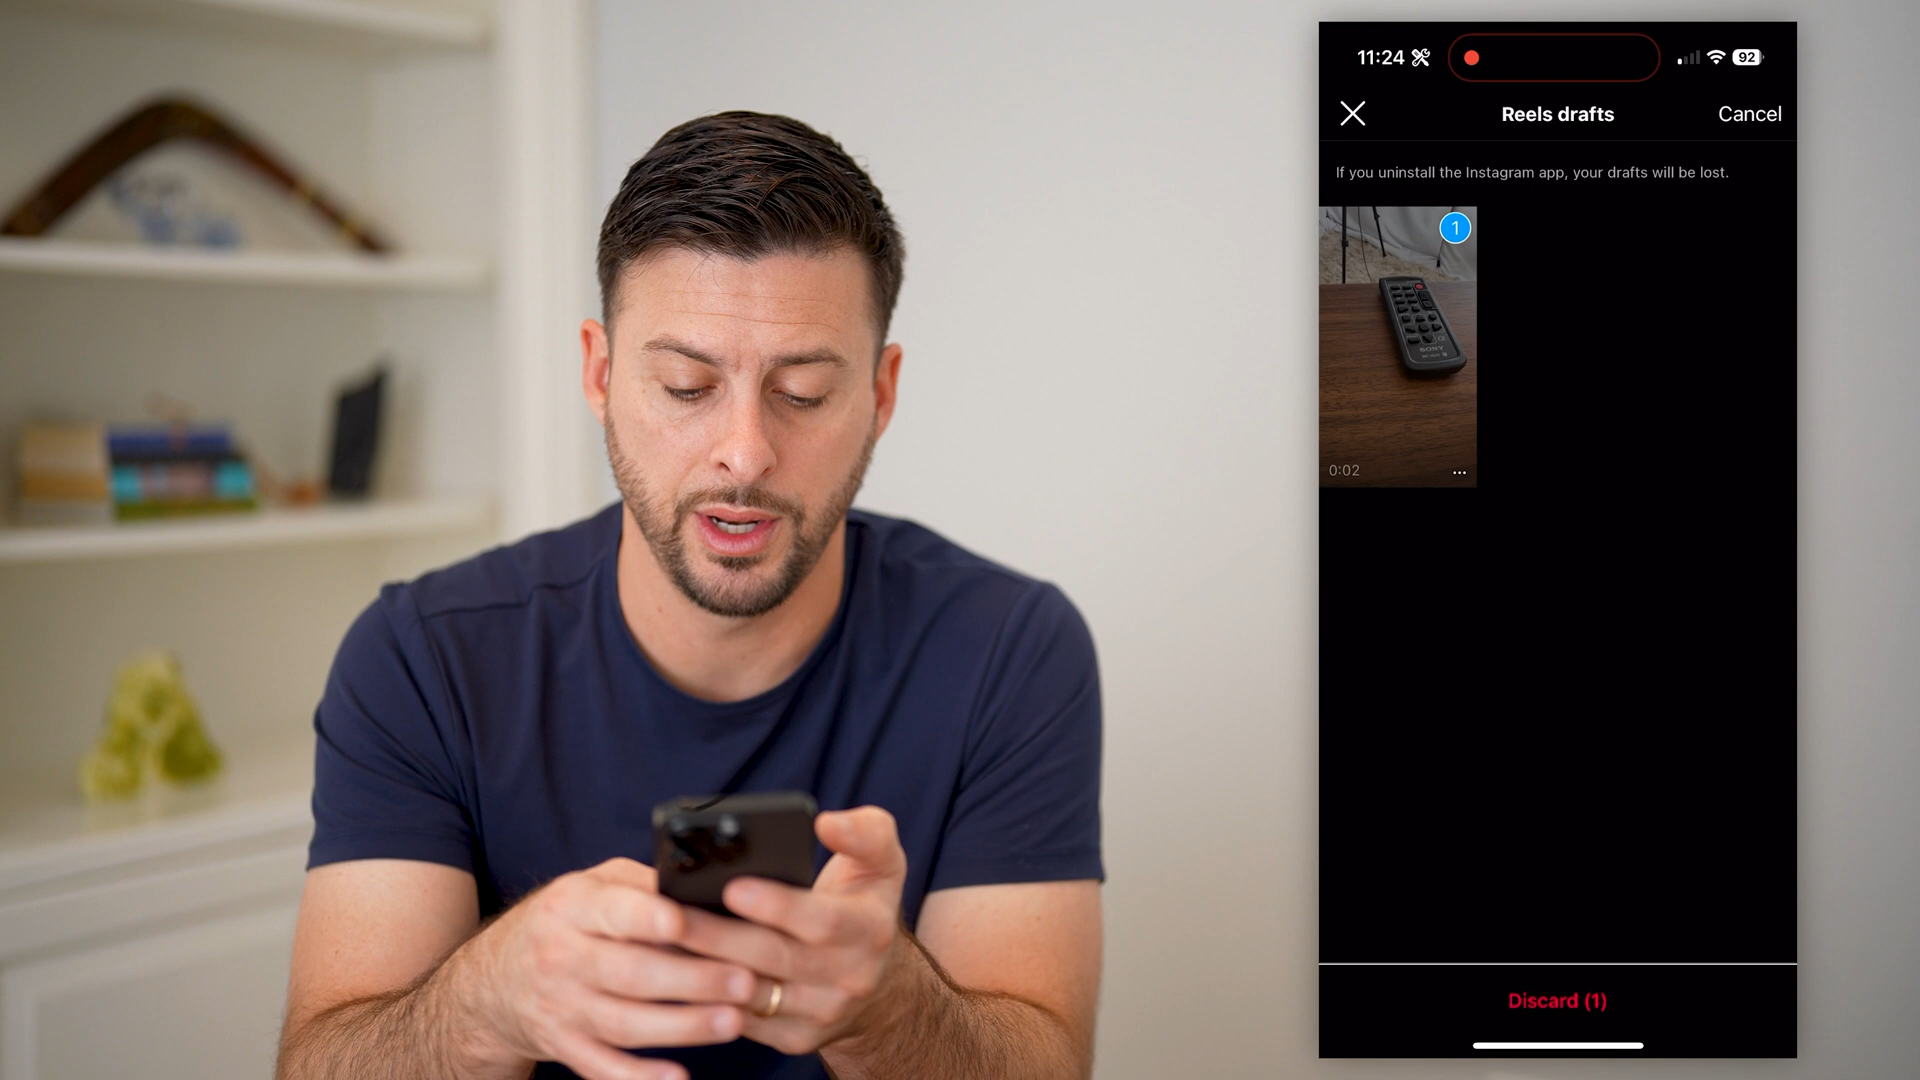 11:24
92
Reels drafts
Cancel
If you uninstall the Instagram app, your drafts will be lost.
1
SONY
0:02
Discard (1)